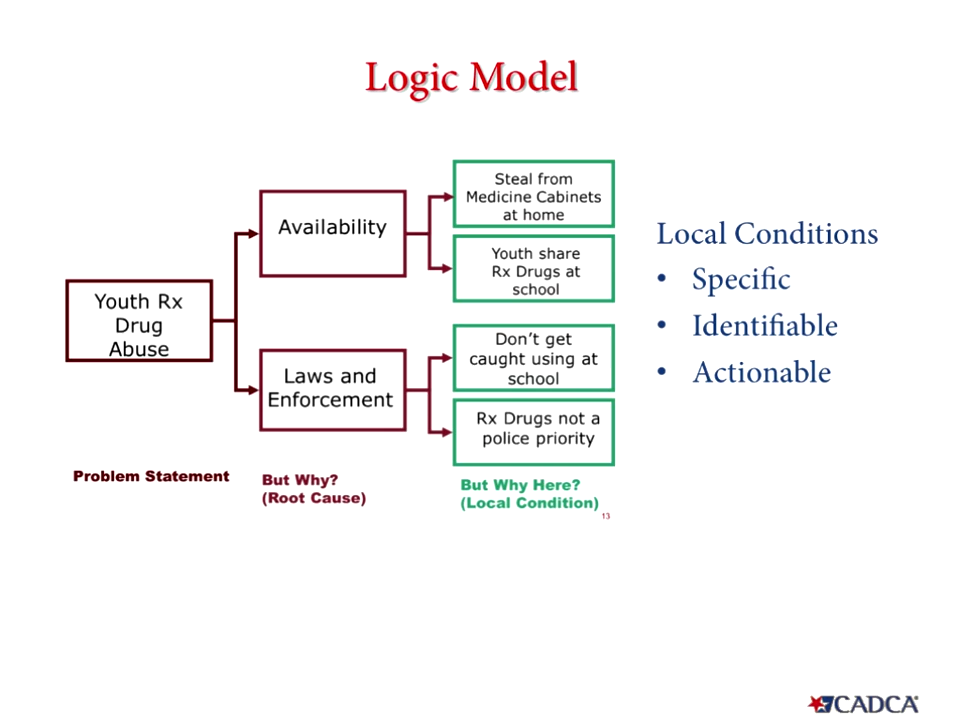 Logic Model
Youth Rx
Drug
Abuse
Availability
Laws and
Enforcement
Steal from
Medicine Cabinets
at home
Youth share
Rx Drugs at
school
Don't get
caught using at
school
Rx Drugs not a
police priority
Problem Statement
But Why?
(Root Cause)
But Why Here?
(Local Condition)
13
Local Conditions
• Specific
• Identifiable
• Actionable
CADCA